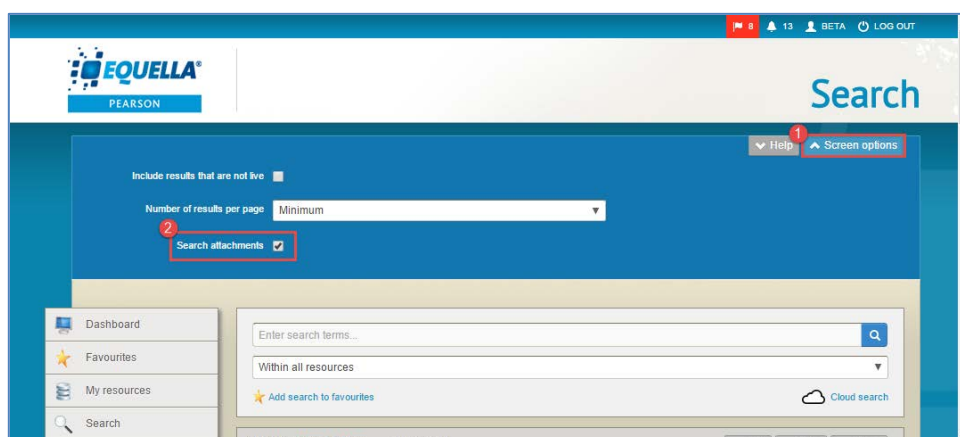 8 13 BETA LOG OUT
EQUELLA®
PEARSON
Search
1
Help Screen options
Include results that are not live
Number of results per page Minimum
2
Search attachments
Dashboard
Enter search terms...
Favourites
Within all resources
My resources
Add search to favourites Cloud search
Search